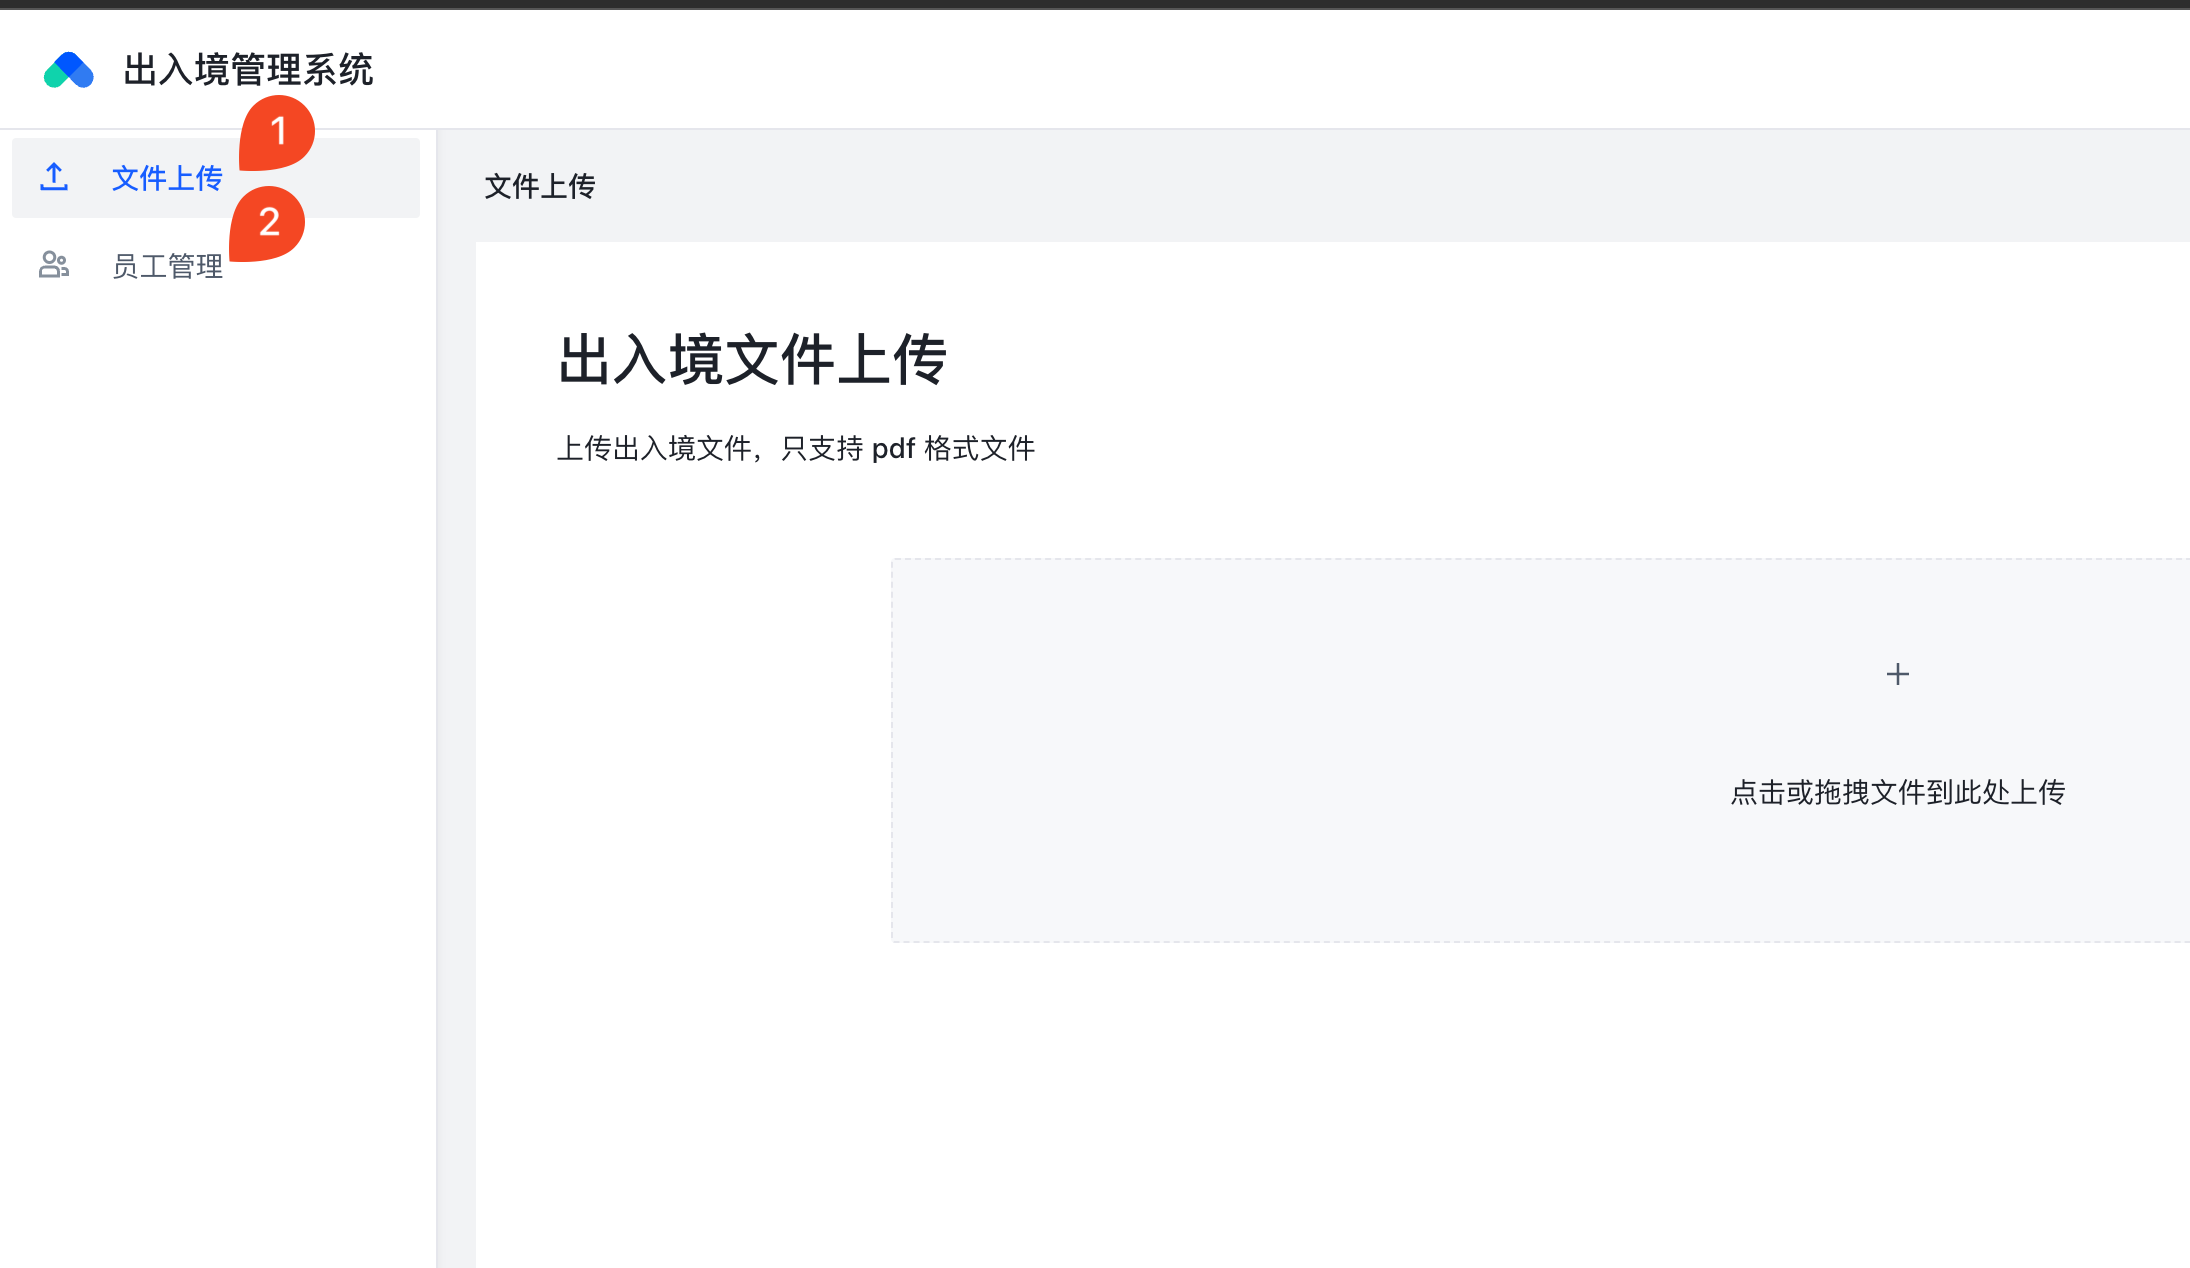 出入境管理系统
1
文件上传
2
员工管理
文件上传
出入境文件上传
上传出入境文件，只支持 pdf 格式文件
点击或拖拽文件到此处上传